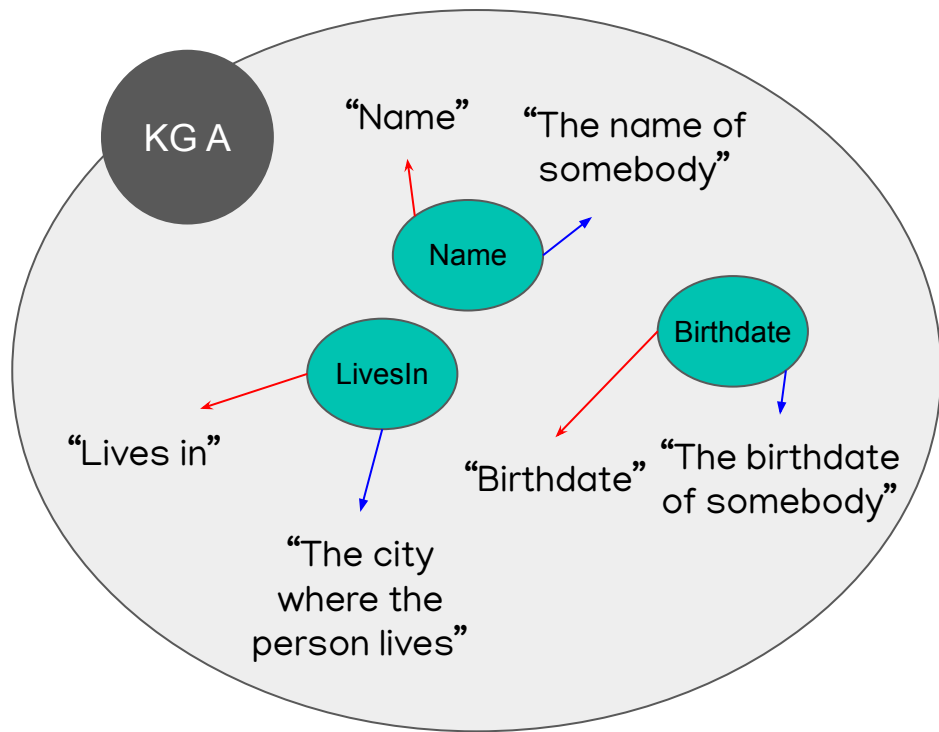 KG A
“Name”
“The name of
somebody”
Name
Birthdate
LivesIn
“Lives in”
“Birthdate”
“The birthdate
of somebody”
“The city
where the
person lives”